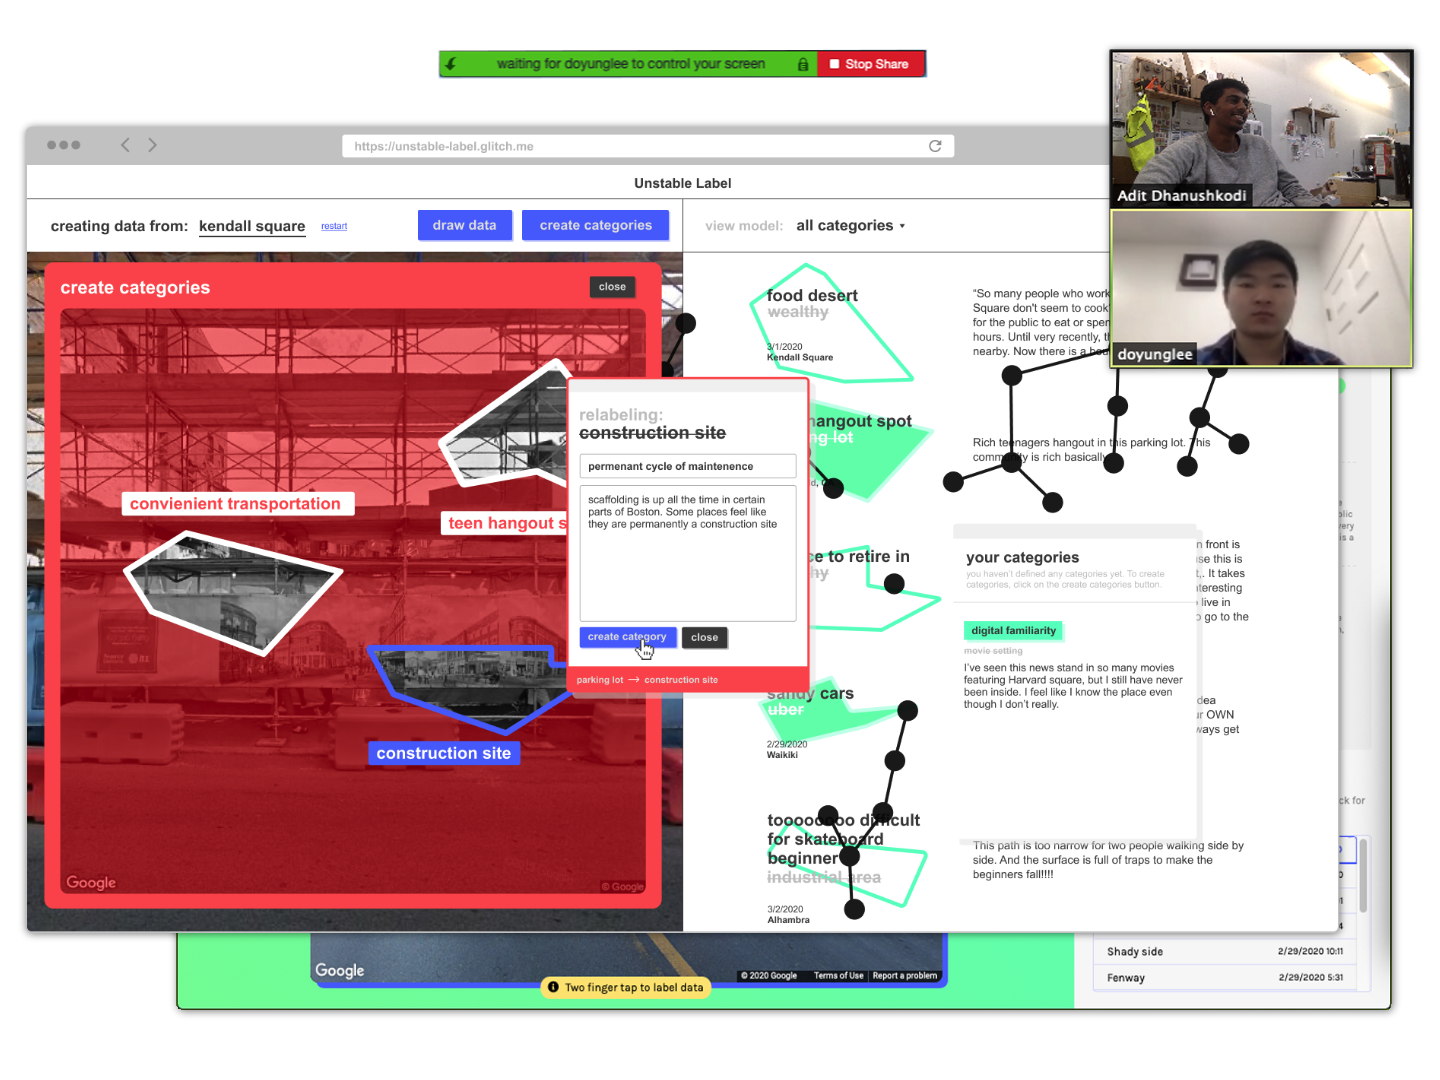 waiting for doyunglee to control your screen
Stop Share
Adit Dhanushkodi
doyunglee
https://unstable-label.glitch.me
Unstable Label
creating data from: kendall square
restart
draw data
create categories
view model: all categories
create categories
close
convienient transportation
teen hangout s
construction site
Google
© Google
relabeling:
construction site
permenant cycle of maintenence
scaffolding is up all the time in certain
parts of Boston. Some places feel like
they are permanently a construction site
create category
close
parking lot → construction site
food desert
wealthy
3/1/2020
Kendall Square
"So many people who work
Square don't seem to cook
for the public to eat or spen
hours. Until very recently, th
nearby. Now there is a
hangout spot
ng lot
Rich teenagers hangout in this parking lot. This
community is rich basically
ce to retire in
hy
n front is
use this is
t,. It takes
nteresting
live in
o go to the
your categories
you haven't defined any categories yet. To create
categories, click on the create categories button.
digital familiarity
movie setting
I've seen this news stand in so many movies
featuring Harvard square, but I still have never
been inside. I feel like I know the place even
though I don't really.
sandy cars
uber
2/29/2020
Waikiki
dea
ur OWN
ways get
tooooooo difficult
for skateboard
beginner
industrial area
3/2/2020
Alhambra
This path is too narrow for two people walking side by
side. And the surface is full of traps to make the
beginners fall!!!!
ck for
Google
© 2020 Google
Terms of Use
Report a problem
Two finger tap to label data
Shady side
2/29/2020 10:11
Fenway
2/29/2020 5:31